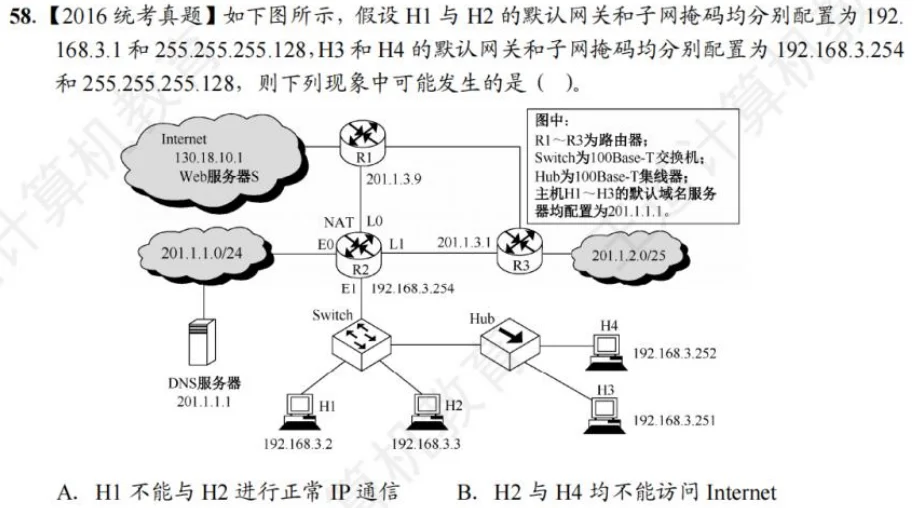 58.【2016 统考真题】如下图所示，假设 H1 与 H2 的默认网关和子网掩码均分别配置为 192.
168.3.1 和 255.255.255.128，H3 和 H4 的默认网关和子网掩码均分别配置为 192.168.3.254
和 255.255.255.128，则下列现象中可能发生的是（ ）。
Internet
130.18.10.1
Web服务器S
R1
201.1.3.9
图中：
R1～R3为路由器；
Switch为100Base-T交换机；
Hub为100Base-T集线器；
主机H1～H3的默认域名服务
器均配置为201.1.1.1。
NAT L0
201.1.1.0/24
E0
L1
201.1.3.1
R2
R3
201.1.2.0/25
E1 192.168.3.254
Switch
Hub
H4
192.168.3.252
DNS服务器
201.1.1.1
H1
H2
H3
192.168.3.251
192.168.3.2
192.168.3.3
A. H1 不能与 H2 进行正常 IP 通信 B. H2 与 H4 均不能访问 Internet